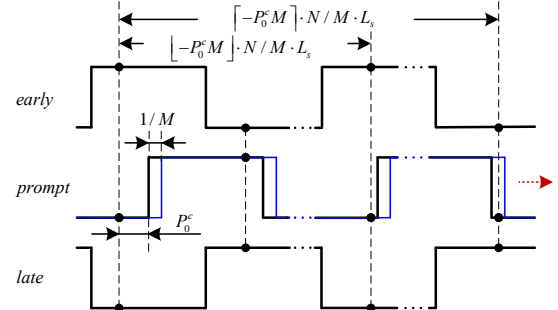 ⌈−P₀ᶜM⌉·N/M·Lₛ
⌊−P₀ᶜM⌋·N/M·Lₛ
early
1/M
prompt
P₀ᶜ
late